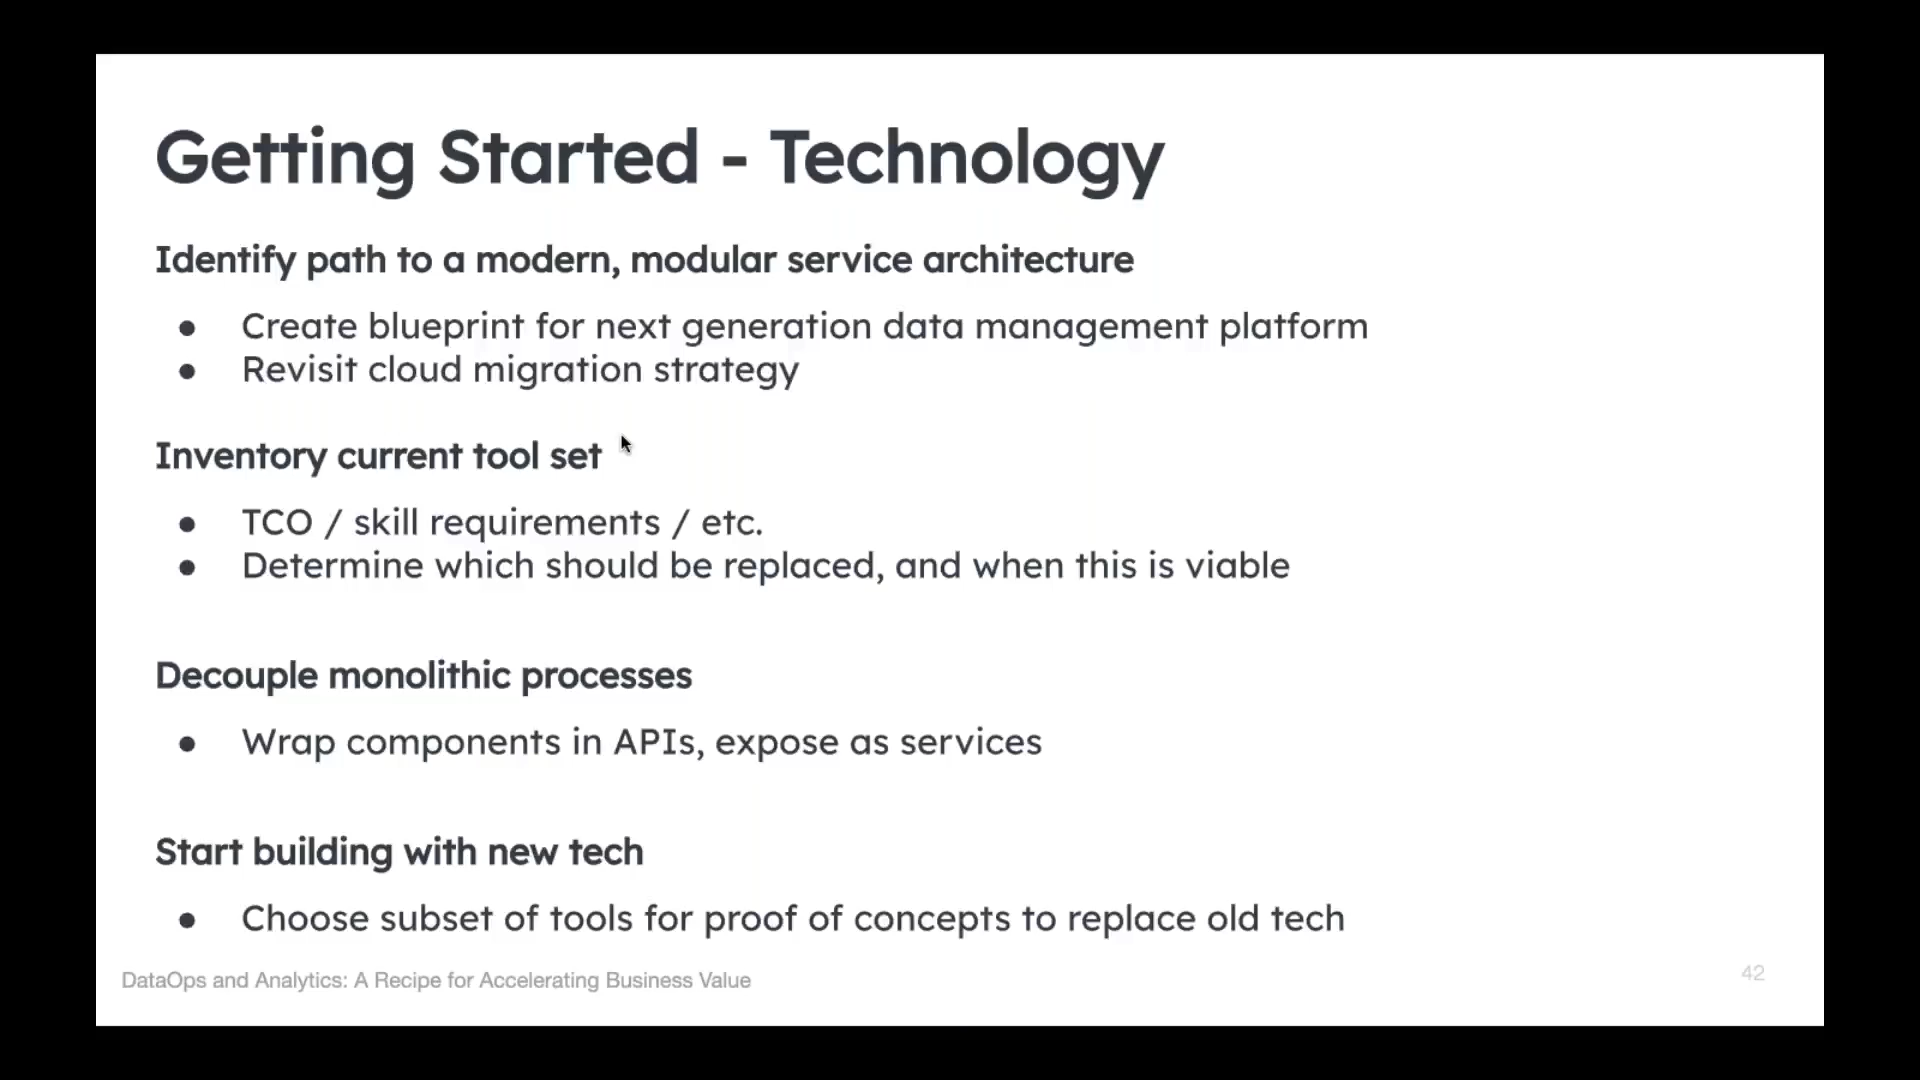 Getting Started - Technology
Identify path to a modern, modular service architecture
● Create blueprint for next generation data management platform
● Revisit cloud migration strategy
Inventory current tool set
● TCO / skill requirements / etc.
● Determine which should be replaced, and when this is viable
Decouple monolithic processes
● Wrap components in APIs, expose as services
Start building with new tech
● Choose subset of tools for proof of concepts to replace old tech
DataOps and Analytics: A Recipe for Accelerating Business Value
42